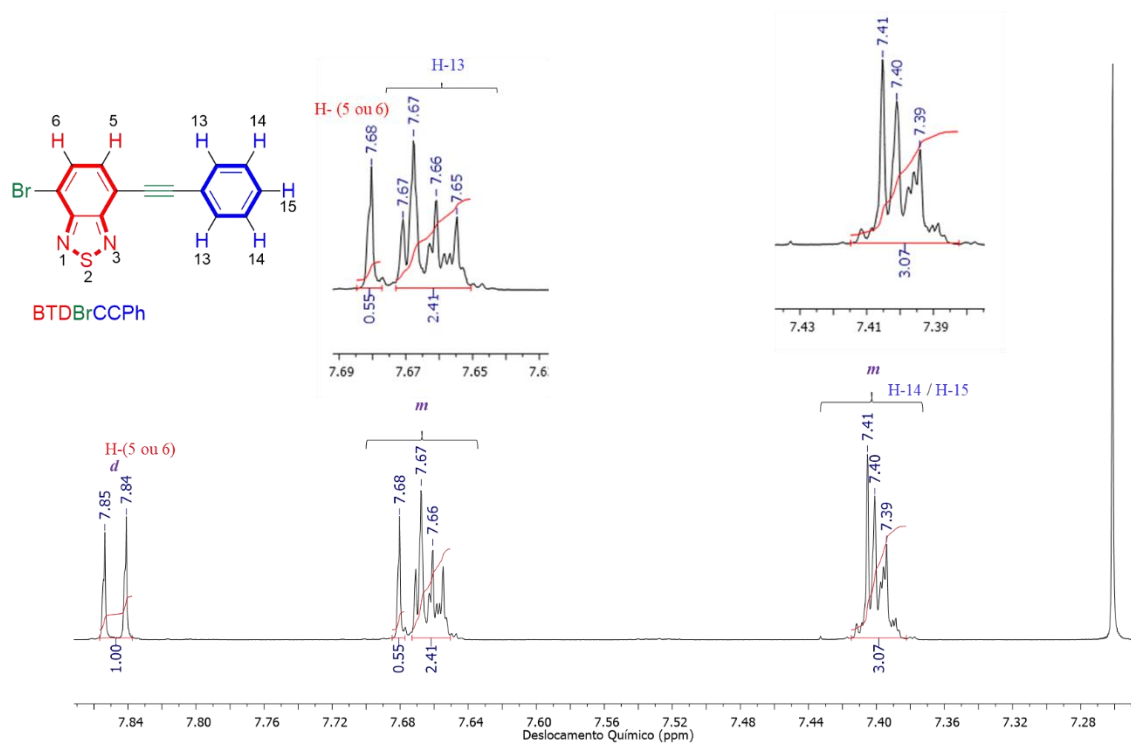 6 5
H H
13 14
H H
Br
H 15
N N
1 S 3
2
H H
13 14
BTDBrCCPh
H-13
H- (5 ou 6)
7.68
7.67
7.67
7.66
7.65
0.55
2.41
7.69 7.67 7.65
7.41
7.40
7.39
3.07
7.43 7.41 7.39
H-(5 ou 6)
d
7.85
7.84
1.00
m
7.68
7.67
7.66
0.55
2.41
m
H-14 / H-15
7.41
7.40
7.39
3.07
7.84 7.80 7.76 7.72 7.68 7.64 7.60 7.56 7.52 7.48 7.44 7.40 7.36 7.32 7.28
Deslocamento Químico (ppm)